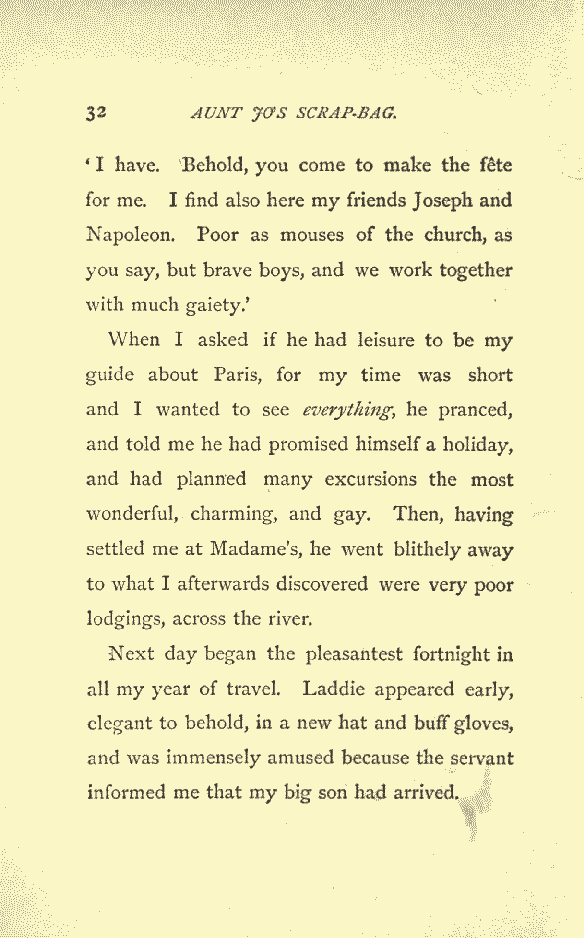 32 AUNT JO'S SCRAP-BAG.
‘I have. Behold, you come to make the fête
for me. I find also here my friends Joseph and
Napoleon. Poor as mouses of the church, as
you say, but brave boys, and we work together
with much gaiety.’
When I asked if he had leisure to be my
guide about Paris, for my time was short
and I wanted to see everything, he pranced,
and told me he had promised himself a holiday,
and had planned many excursions the most
wonderful, charming, and gay. Then, having
settled me at Madame's, he went blithely away
to what I afterwards discovered were very poor
lodgings, across the river.
Next day began the pleasantest fortnight in
all my year of travel. Laddie appeared early,
elegant to behold, in a new hat and buff gloves,
and was immensely amused because the servant
informed me that my big son had arrived.